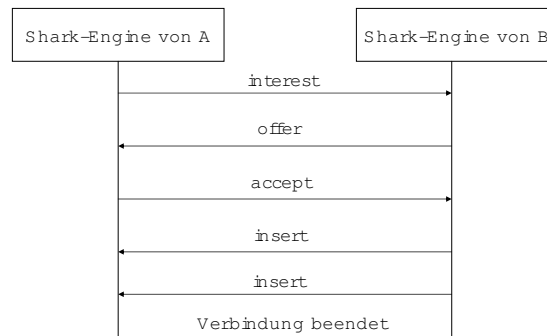 Shark-Engine von A
Shark-Engine von B
interest
offer
accept
insert
insert
Verbindung beendet